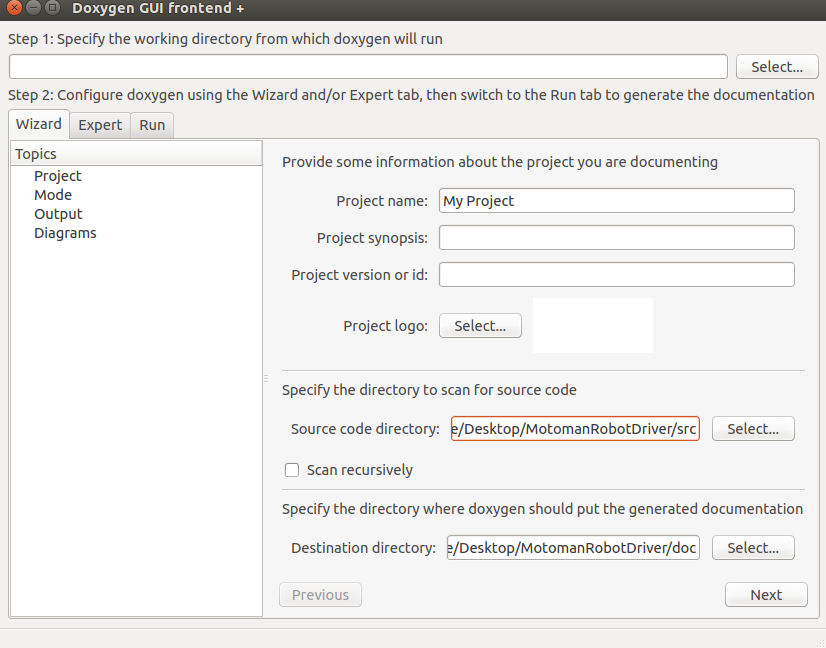 Doxygen GUI frontend +
Step 1: Specify the working directory from which doxygen will run
Select...
Step 2: Configure doxygen using the Wizard and/or Expert tab, then switch to the Run tab to generate the documentation
Wizard Expert Run
Topics
Project
Mode
Output
Diagrams
Provide some information about the project you are documenting
Project name: My Project
Project synopsis:
Project version or id:
Project logo: Select...
Specify the directory to scan for source code
Source code directory: e/Desktop/MotomanRobotDriver/src Select...
Scan recursively
Specify the directory where doxygen should put the generated documentation
Destination directory: e/Desktop/MotomanRobotDriver/doc Select...
Previous Next